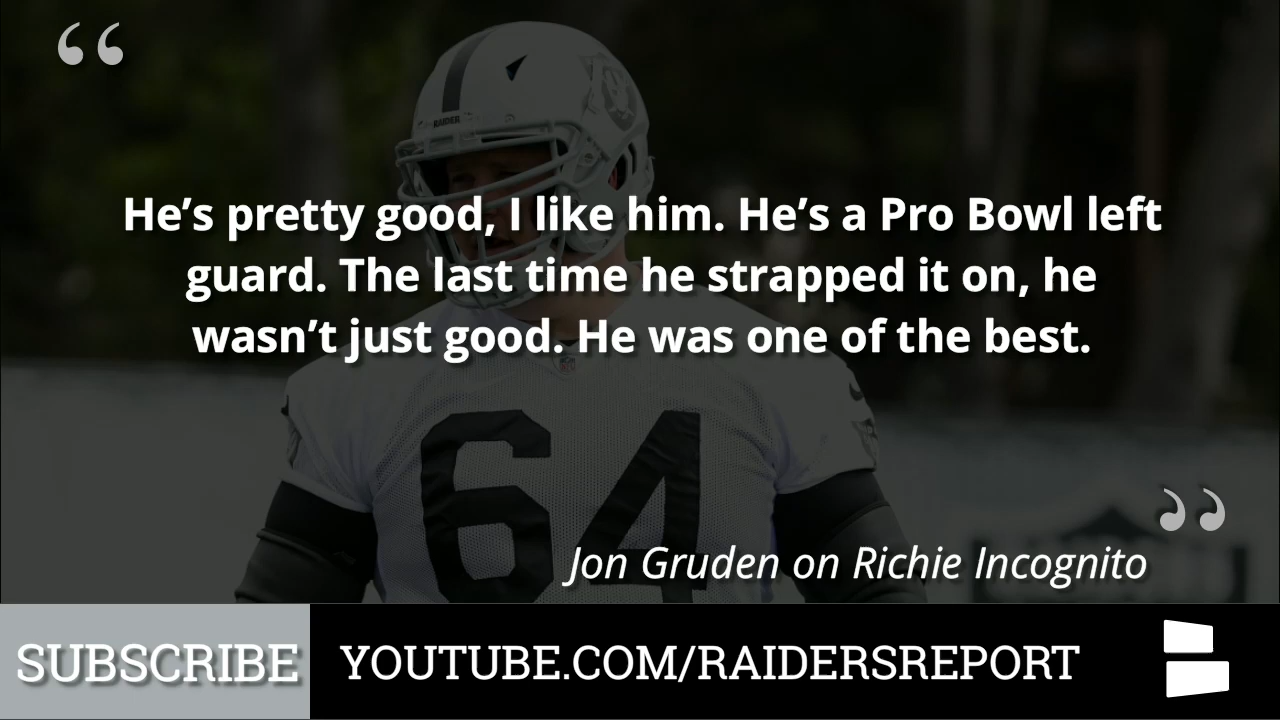 “
RAIDERS
He’s pretty good, I like him. He’s a Pro Bowl left
guard. The last time he strapped it on, he
wasn’t just good. He was one of the best.
64
”
Jon Gruden on Richie Incognito
SUBSCRIBE
YOUTUBE.COM/RAIDERSREPORT